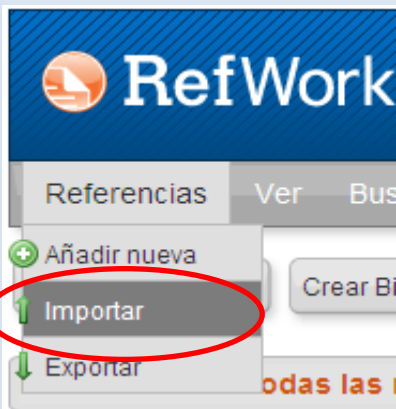 RefWork
Referencias Ver Bus
Añadir nueva
Importar
Crear Bi
Exportar
odas las